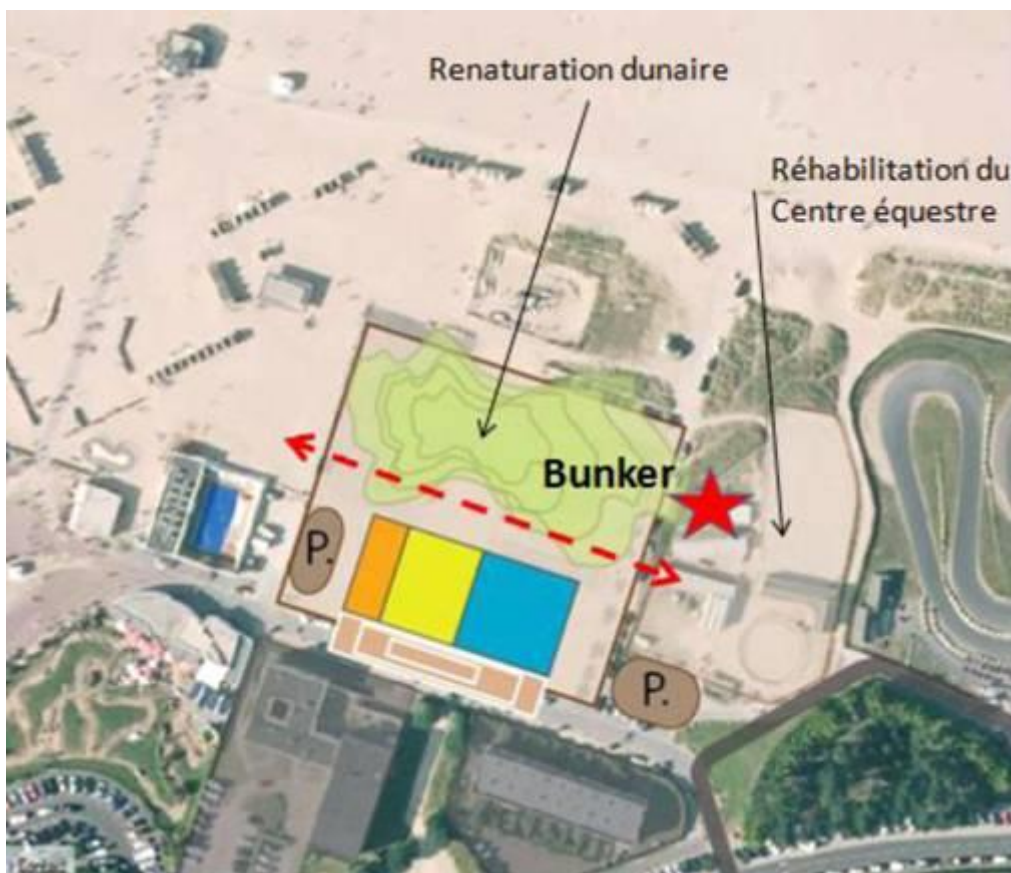 Renaturation dunaire
Réhabilitation du
Centre équestre
Bunker
P.
P.